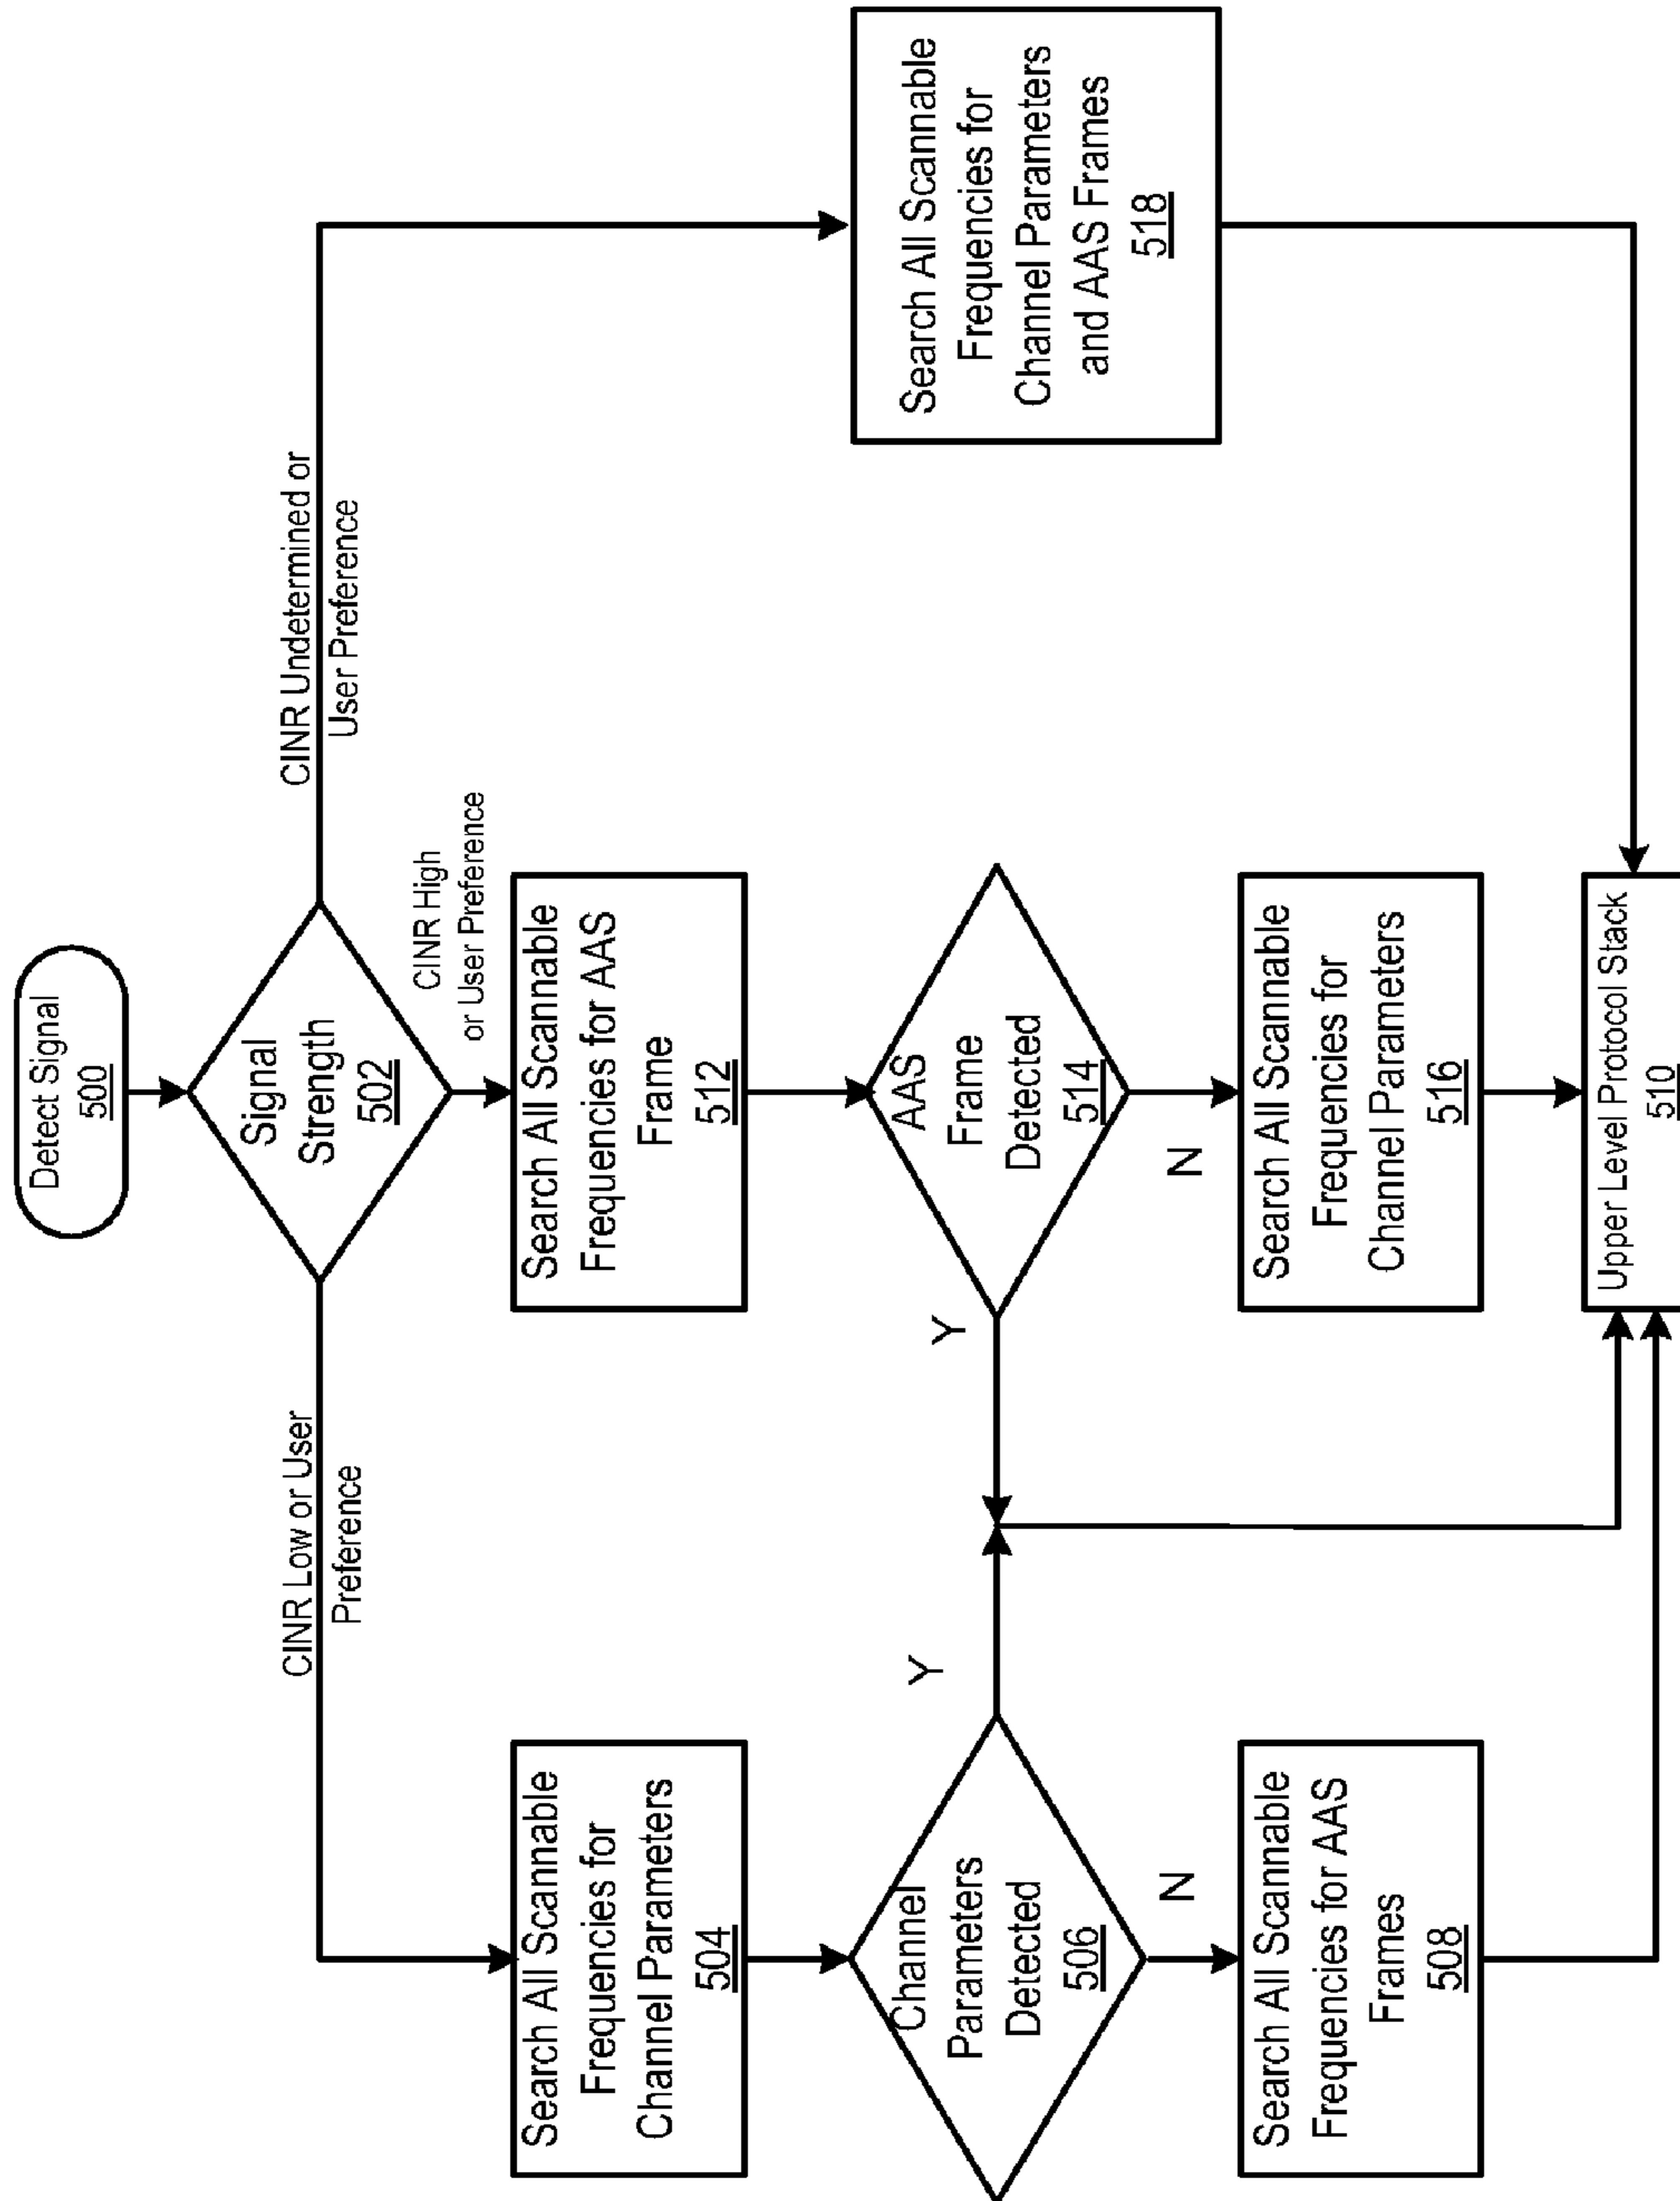 Detect Signal
500
Signal
Strength
502
CINR Low or User
Preference
CINR High
or User Preference
CINR Undetermined or
User Preference
Search All Scannable
Frequencies for
Channel Parameters
504
Search All Scannable
Frequencies for AAS
Frame
512
Search All Scannable
Frequencies for
Channel Parameters
and AAS Frames
518
Channel
Parameters
Detected
506
Y
N
AAS
Frame
Detected
514
Y
N
Search All Scannable
Frequencies for AAS
Frames
508
Search All Scannable
Frequencies for
Channel Parameters
516
Upper Level Protocol Stack
510